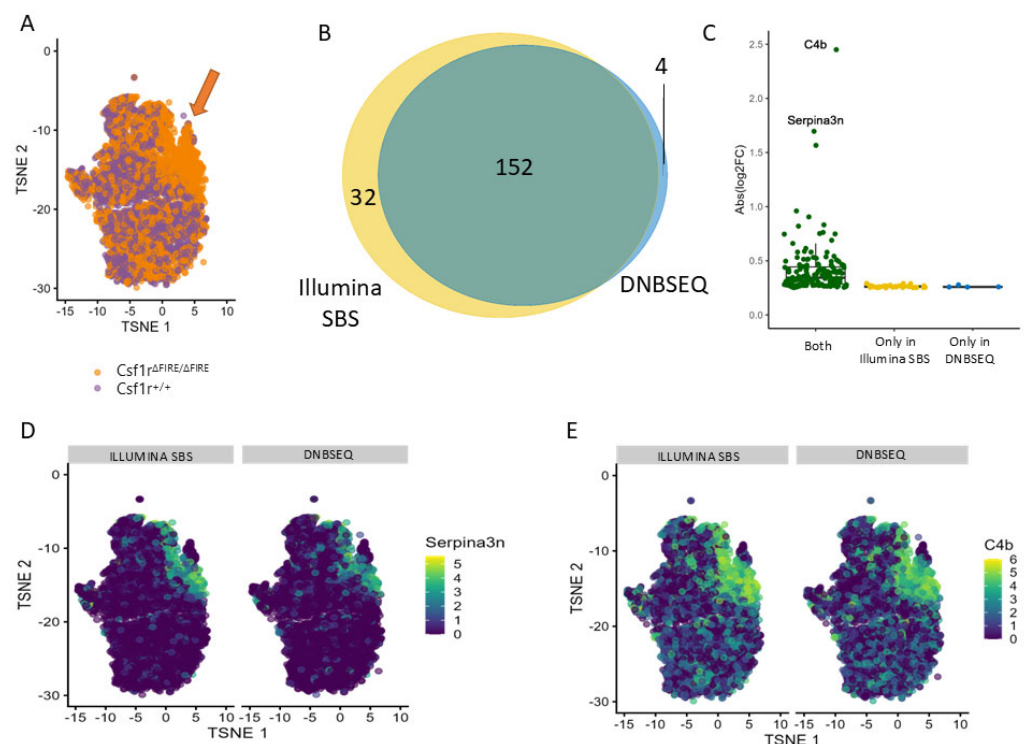 A
0
-10
-20
-30
TSNE 2
-15 -10 -5 0 5 10
TSNE 1
Csf1rΔFIRE/ΔFIRE
Csf1r+/+
B
4
152
32
Illumina
SBS
DNBSEQ
C
2.5
2.0
1.5
1.0
0.5
0.0
Abs(log2FC)
C4b
Serpina3n
Both
Only in
Illumina SBS
Only in
DNBSEQ
D
ILLUMINA SBS
DNBSEQ
0
-10
-20
-30
TSNE 2
-15 -10 -5 0 5 10
-15 -10 -5 0 5 10
TSNE 1
Serpina3n
5
4
3
2
1
0
E
ILLUMINA SBS
DNBSEQ
0
-10
-20
-30
TSNE 2
-15 -10 -5 0 5 10
-15 -10 -5 0 5 10
TSNE 1
C4b
6
5
4
3
2
1
0